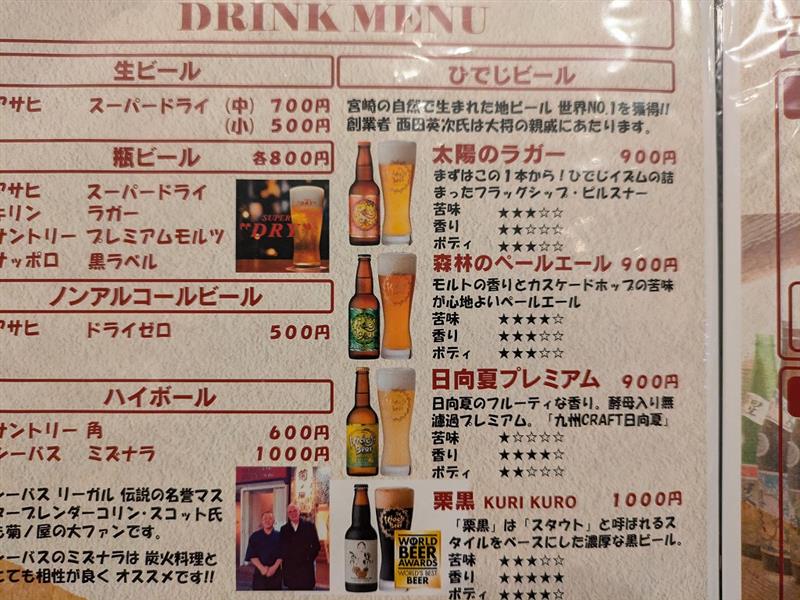 DRINK MENU
生ビール
アサヒ スーパードライ (中) 700円
(小) 500円
瓶ビール 各800円
アサヒ スーパードライ
キリン ラガー
サントリー プレミアムモルツ
サッポロ 黒ラベル
SUPER
"DRY"
ノンアルコールビール
アサヒ ドライゼロ 500円
ハイボール
サントリー 角 600円
シーバス ミズナラ 1000円
シーバス リーガル 伝説の名誉マス
ターブレンダーコリン・スコット氏
も菊ノ屋の大ファンです。
シーバスのミズナラは 炭火料理と
とても相性が良く オススメです!!
ひでじビール
宮崎の自然で生まれた地ビール 世界NO.1を獲得!!
創業者 西田英次氏は大将の親戚にあたります。
太陽のラガー 900円
まずはこの1本から!ひでじイズムの詰
まったフラッグシップ・ピルスナー
苦味 ★★★☆☆
香り ★★☆☆☆
ボディ ★★★☆☆
森林のペールエール 900円
モルトの香りとカスケードホップの苦味
が心地よいペールエール
苦味 ★★★★☆
香り ★★★☆☆
ボディ ★★★☆☆
日向夏プレミアム 900円
日向夏のフルーティな香り。酵母入り無
濾過プレミアム。「九州CRAFT日向夏」
苦味 ★☆☆☆☆
香り ★★★★☆
ボディ ★★☆☆☆
栗黒 KURI KURO 1000円
「栗黒」は「スタウト」と呼ばれるス
タイルをベースにした濃厚な黒ビール。
苦味 ★★★☆☆
香り ★★★★★
ボディ ★★★★☆
WORLD
BEER
AWARDS
WORLD'S BEST
BEER